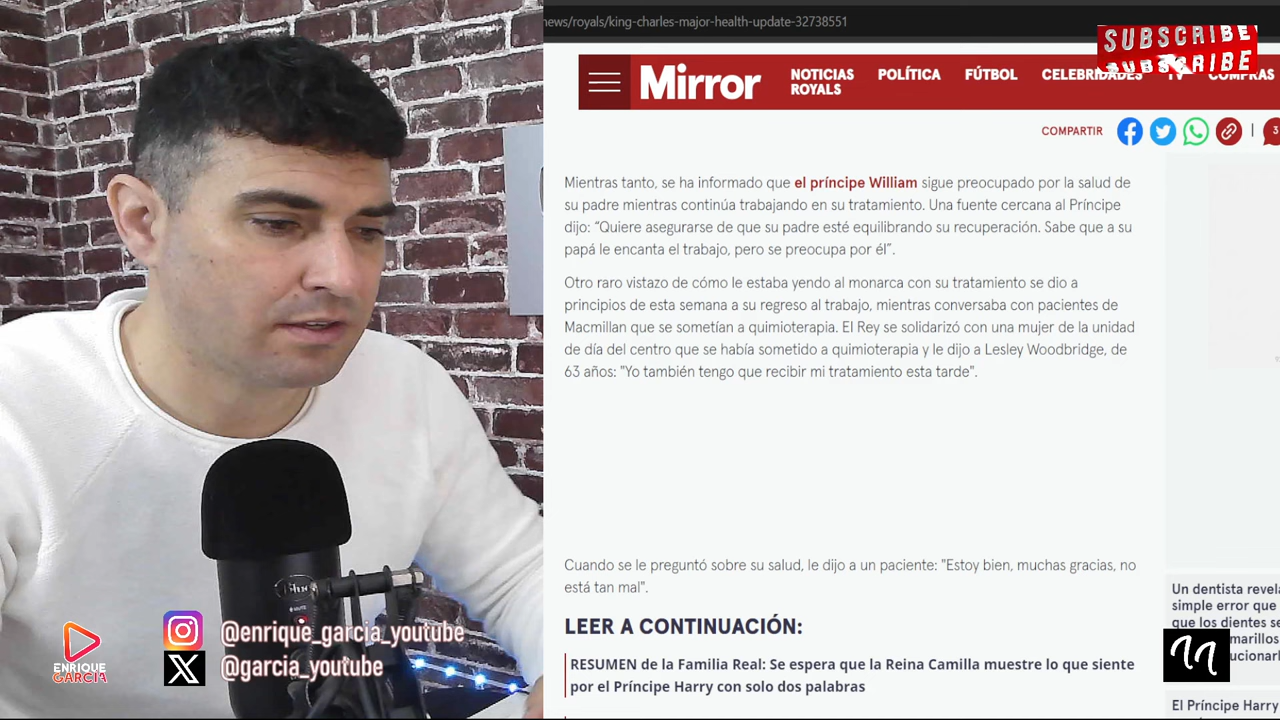 news/royals/king-charles-major-health-update-32738551
SUBSCRIBE
SUBSCRIBE
Mirror
NOTICIAS
ROYALS
POLÍTICA
FÚTBOL
CELEBRIDADES
TV
COMPRAS
COMPARTIR
3
Mientras tanto, se ha informado que el príncipe William sigue preocupado por la salud de
su padre mientras continúa trabajando en su tratamiento. Una fuente cercana al Príncipe
dijo: “Quiere asegurarse de que su padre esté equilibrando su recuperación. Sabe que a su
papá le encanta el trabajo, pero se preocupa por él”.
Otro raro vistazo de cómo le estaba yendo al monarca con su tratamiento se dio a
principios de esta semana a su regreso al trabajo, mientras conversaba con pacientes de
Macmillan que se sometían a quimioterapia. El Rey se solidarizó con una mujer de la unidad
de día del centro que se había sometido a quimioterapia y le dijo a Lesley Woodbridge, de
63 años: "Yo también tengo que recibir mi tratamiento esta tarde".
Cuando se le preguntó sobre su salud, le dijo a un paciente: "Estoy bien, muchas gracias, no
está tan mal".
LEER A CONTINUACIÓN:
RESUMEN de la Familia Real: Se espera que la Reina Camilla muestre lo que siente
por el Príncipe Harry con solo dos palabras
Un dentista revela
simple error que
que los dientes se
El Príncipe Harry
ENRIQUE
GARCIA
@enrique_garcia_youtube
@garcia_youtube